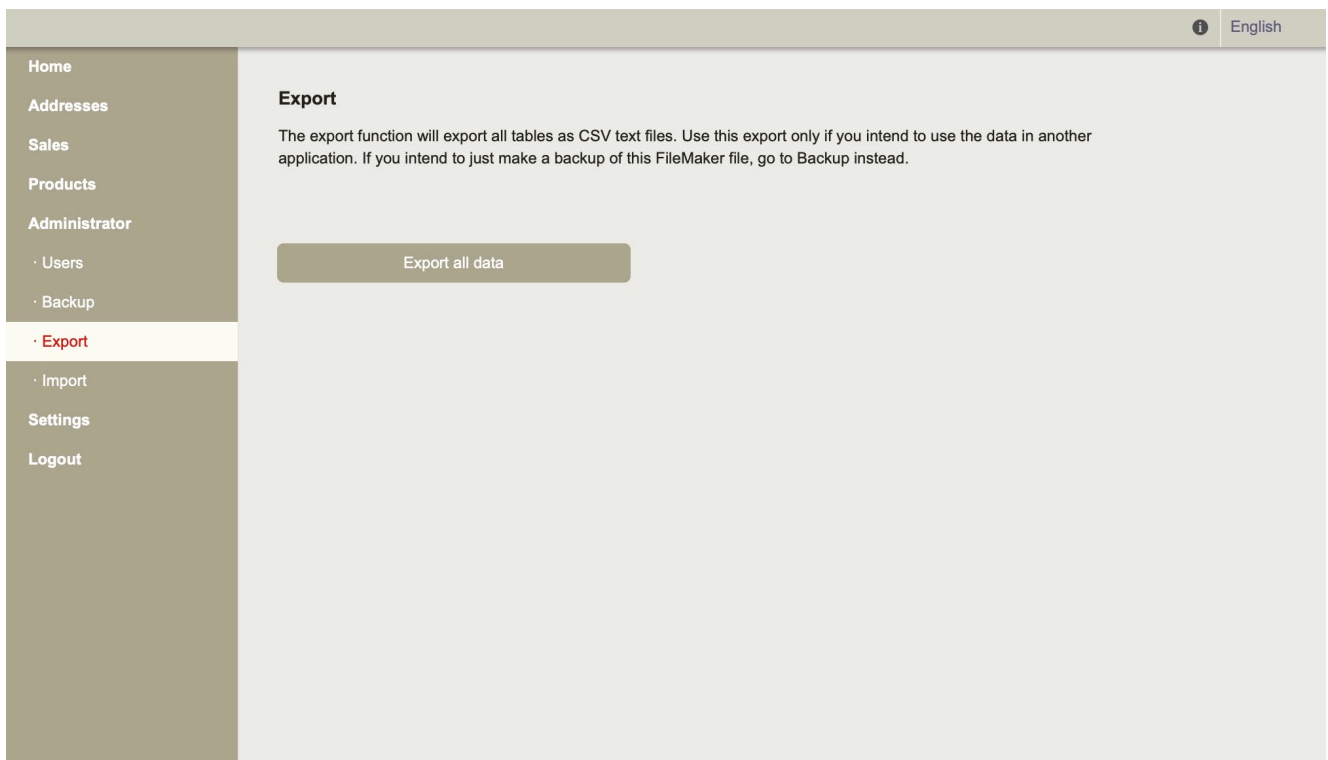 English
Home
Addresses
Sales
Products
Administrator
· Users
· Backup
· Export
· Import
Settings
Logout
Export
The export function will export all tables as CSV text files. Use this export only if you intend to use the data in another
application. If you intend to just make a backup of this FileMaker file, go to Backup instead.
Export all data